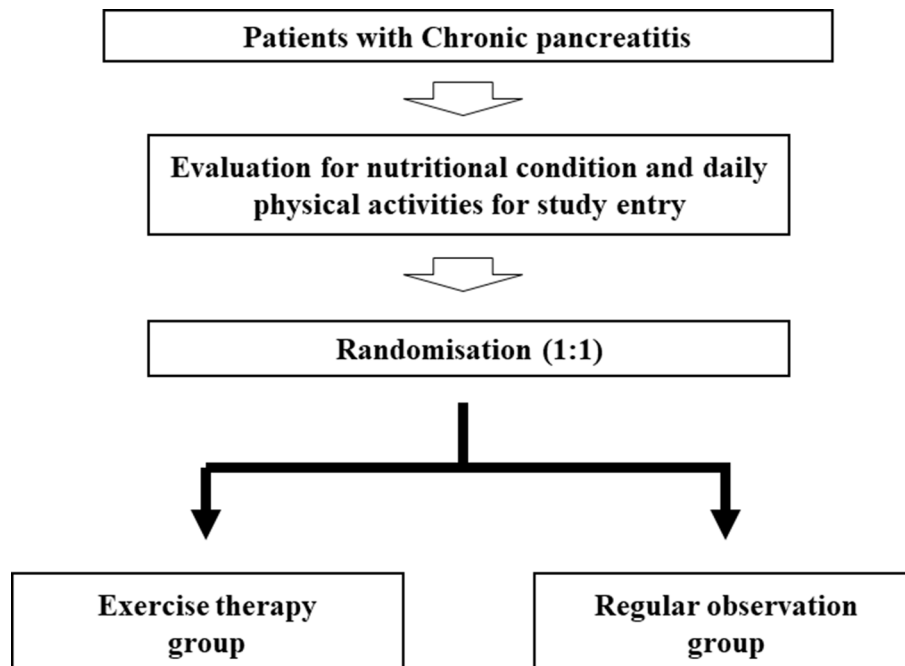 Patients with Chronic pancreatitis
Evaluation for nutritional condition and daily
physical activities for study entry
Randomisation (1:1)
Exercise therapy
group
Regular observation
group